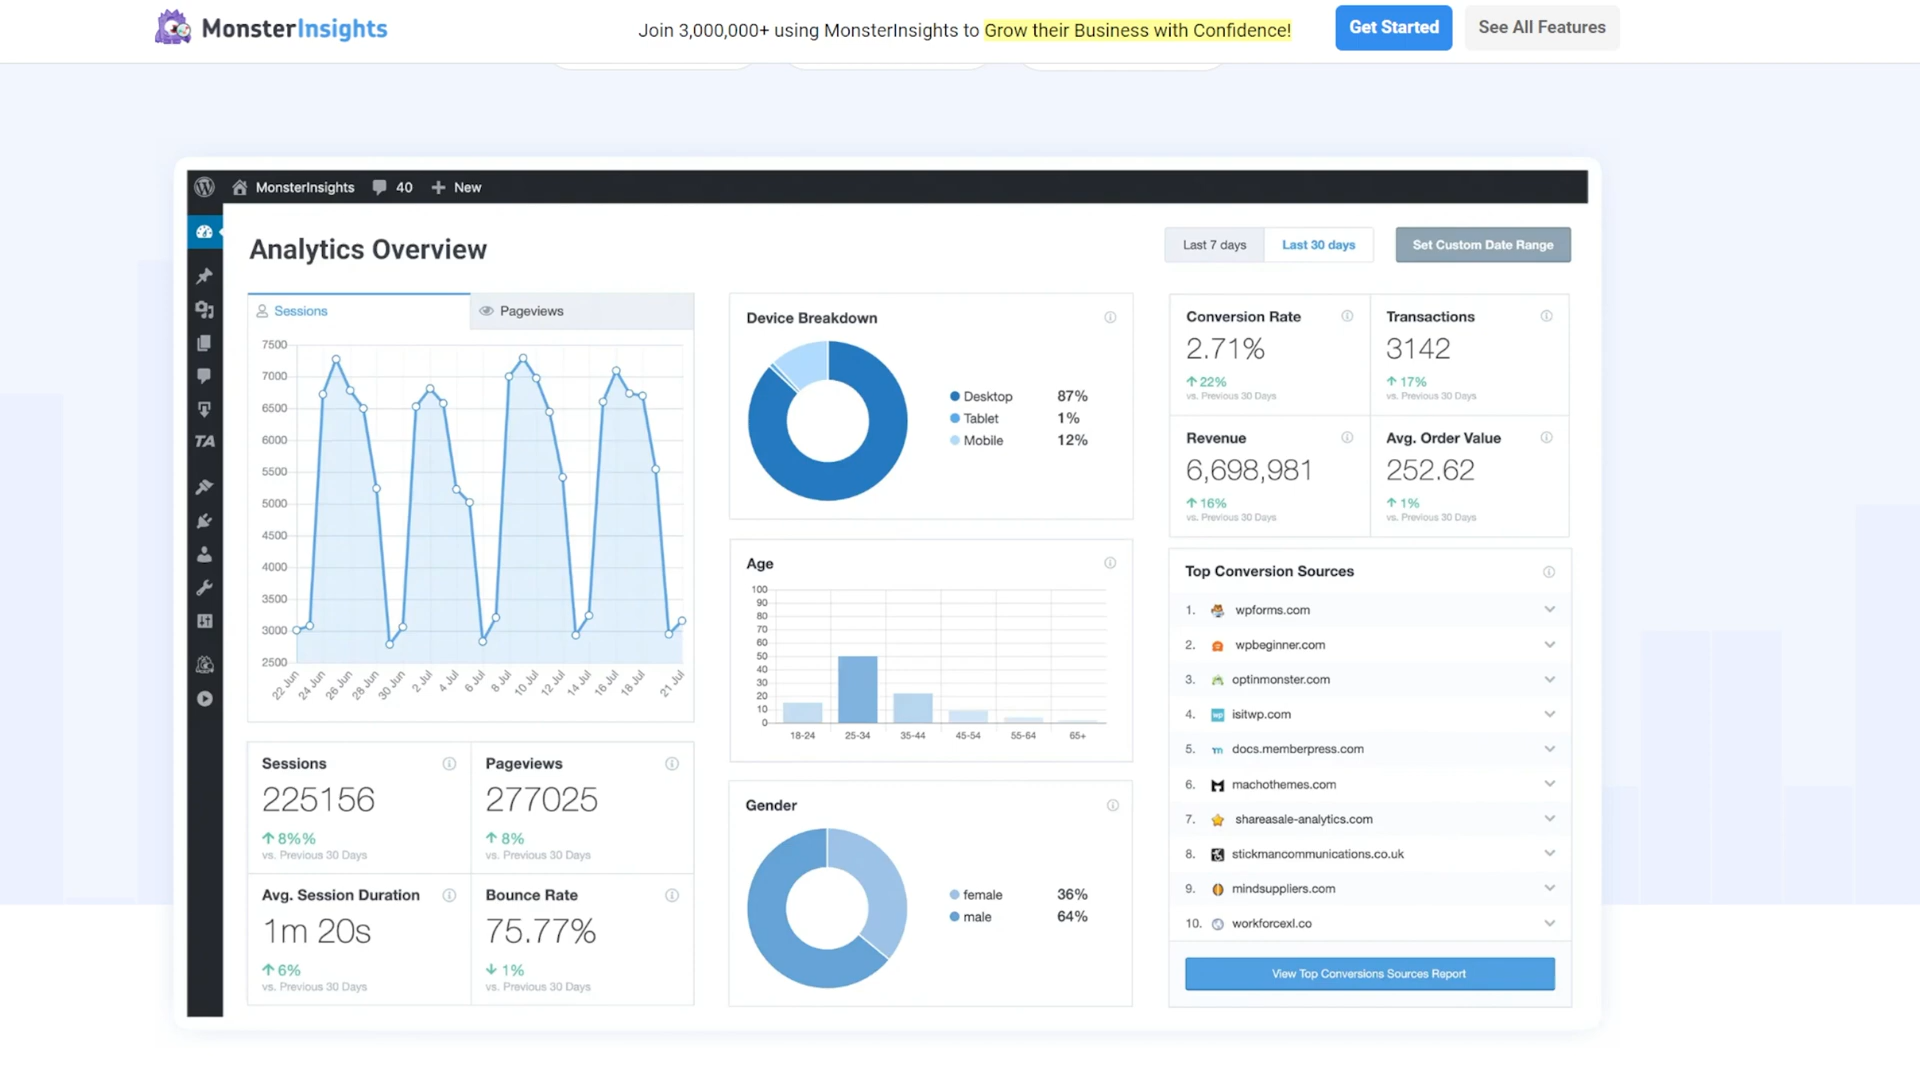 MonsterInsights
Join 3,000,000+ using MonsterInsights to Grow their Business with Confidence!
Get Started
See All Features
MonsterInsights 40 + New
Analytics Overview
Last 7 days
Last 30 days
Set Custom Date Range
Sessions
Pageviews
7500
7000
6500
6000
5500
5000
4500
4000
3500
3000
2500
22 Jun
24 Jun
26 Jun
28 Jun
30 Jun
2 Jul
4 Jul
6 Jul
8 Jul
10 Jul
12 Jul
14 Jul
16 Jul
18 Jul
21 Jul
Sessions
225156
↑ 8%%
vs. Previous 30 Days
Pageviews
277025
↑ 8%
vs. Previous 30 Days
Avg. Session Duration
1m 20s
↑ 6%
vs. Previous 30 Days
Bounce Rate
75.77%
↓ 1%
vs. Previous 30 Days
TA
Device Breakdown
Desktop 87%
Tablet 1%
Mobile 12%
Age
100
90
80
70
60
50
40
30
20
10
0
18-24
25-34
35-44
45-54
55-64
65+
Gender
female 36%
male 64%
Conversion Rate
2.71%
↑ 22%
vs. Previous 30 Days
Transactions
3142
↑ 17%
vs. Previous 30 Days
Revenue
6,698,981
↑ 16%
vs. Previous 30 Days
Avg. Order Value
252.62
↑ 1%
vs. Previous 30 Days
Top Conversion Sources
1. wpforms.com
2. wpbeginner.com
3. optinmonster.com
4. isitwp.com
5. docs.memberpress.com
6. machothemes.com
7. shareasale-analytics.com
8. stickmancommunications.co.uk
9. mindsuppliers.com
10. workforcexl.co
View Top Conversions Sources Report